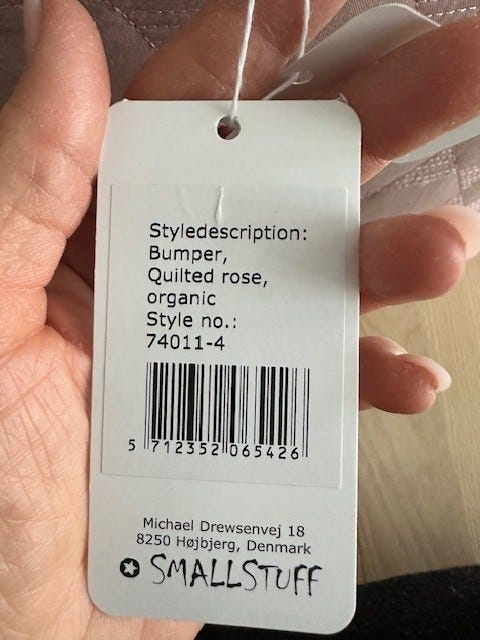 Styledescription:
Bumper,
Quilted rose,
organic
Style no.:
74011-4
5 712352 065426
Michael Drewsenvej 18
8250 Højbjerg, Denmark
SMALLSTUFF